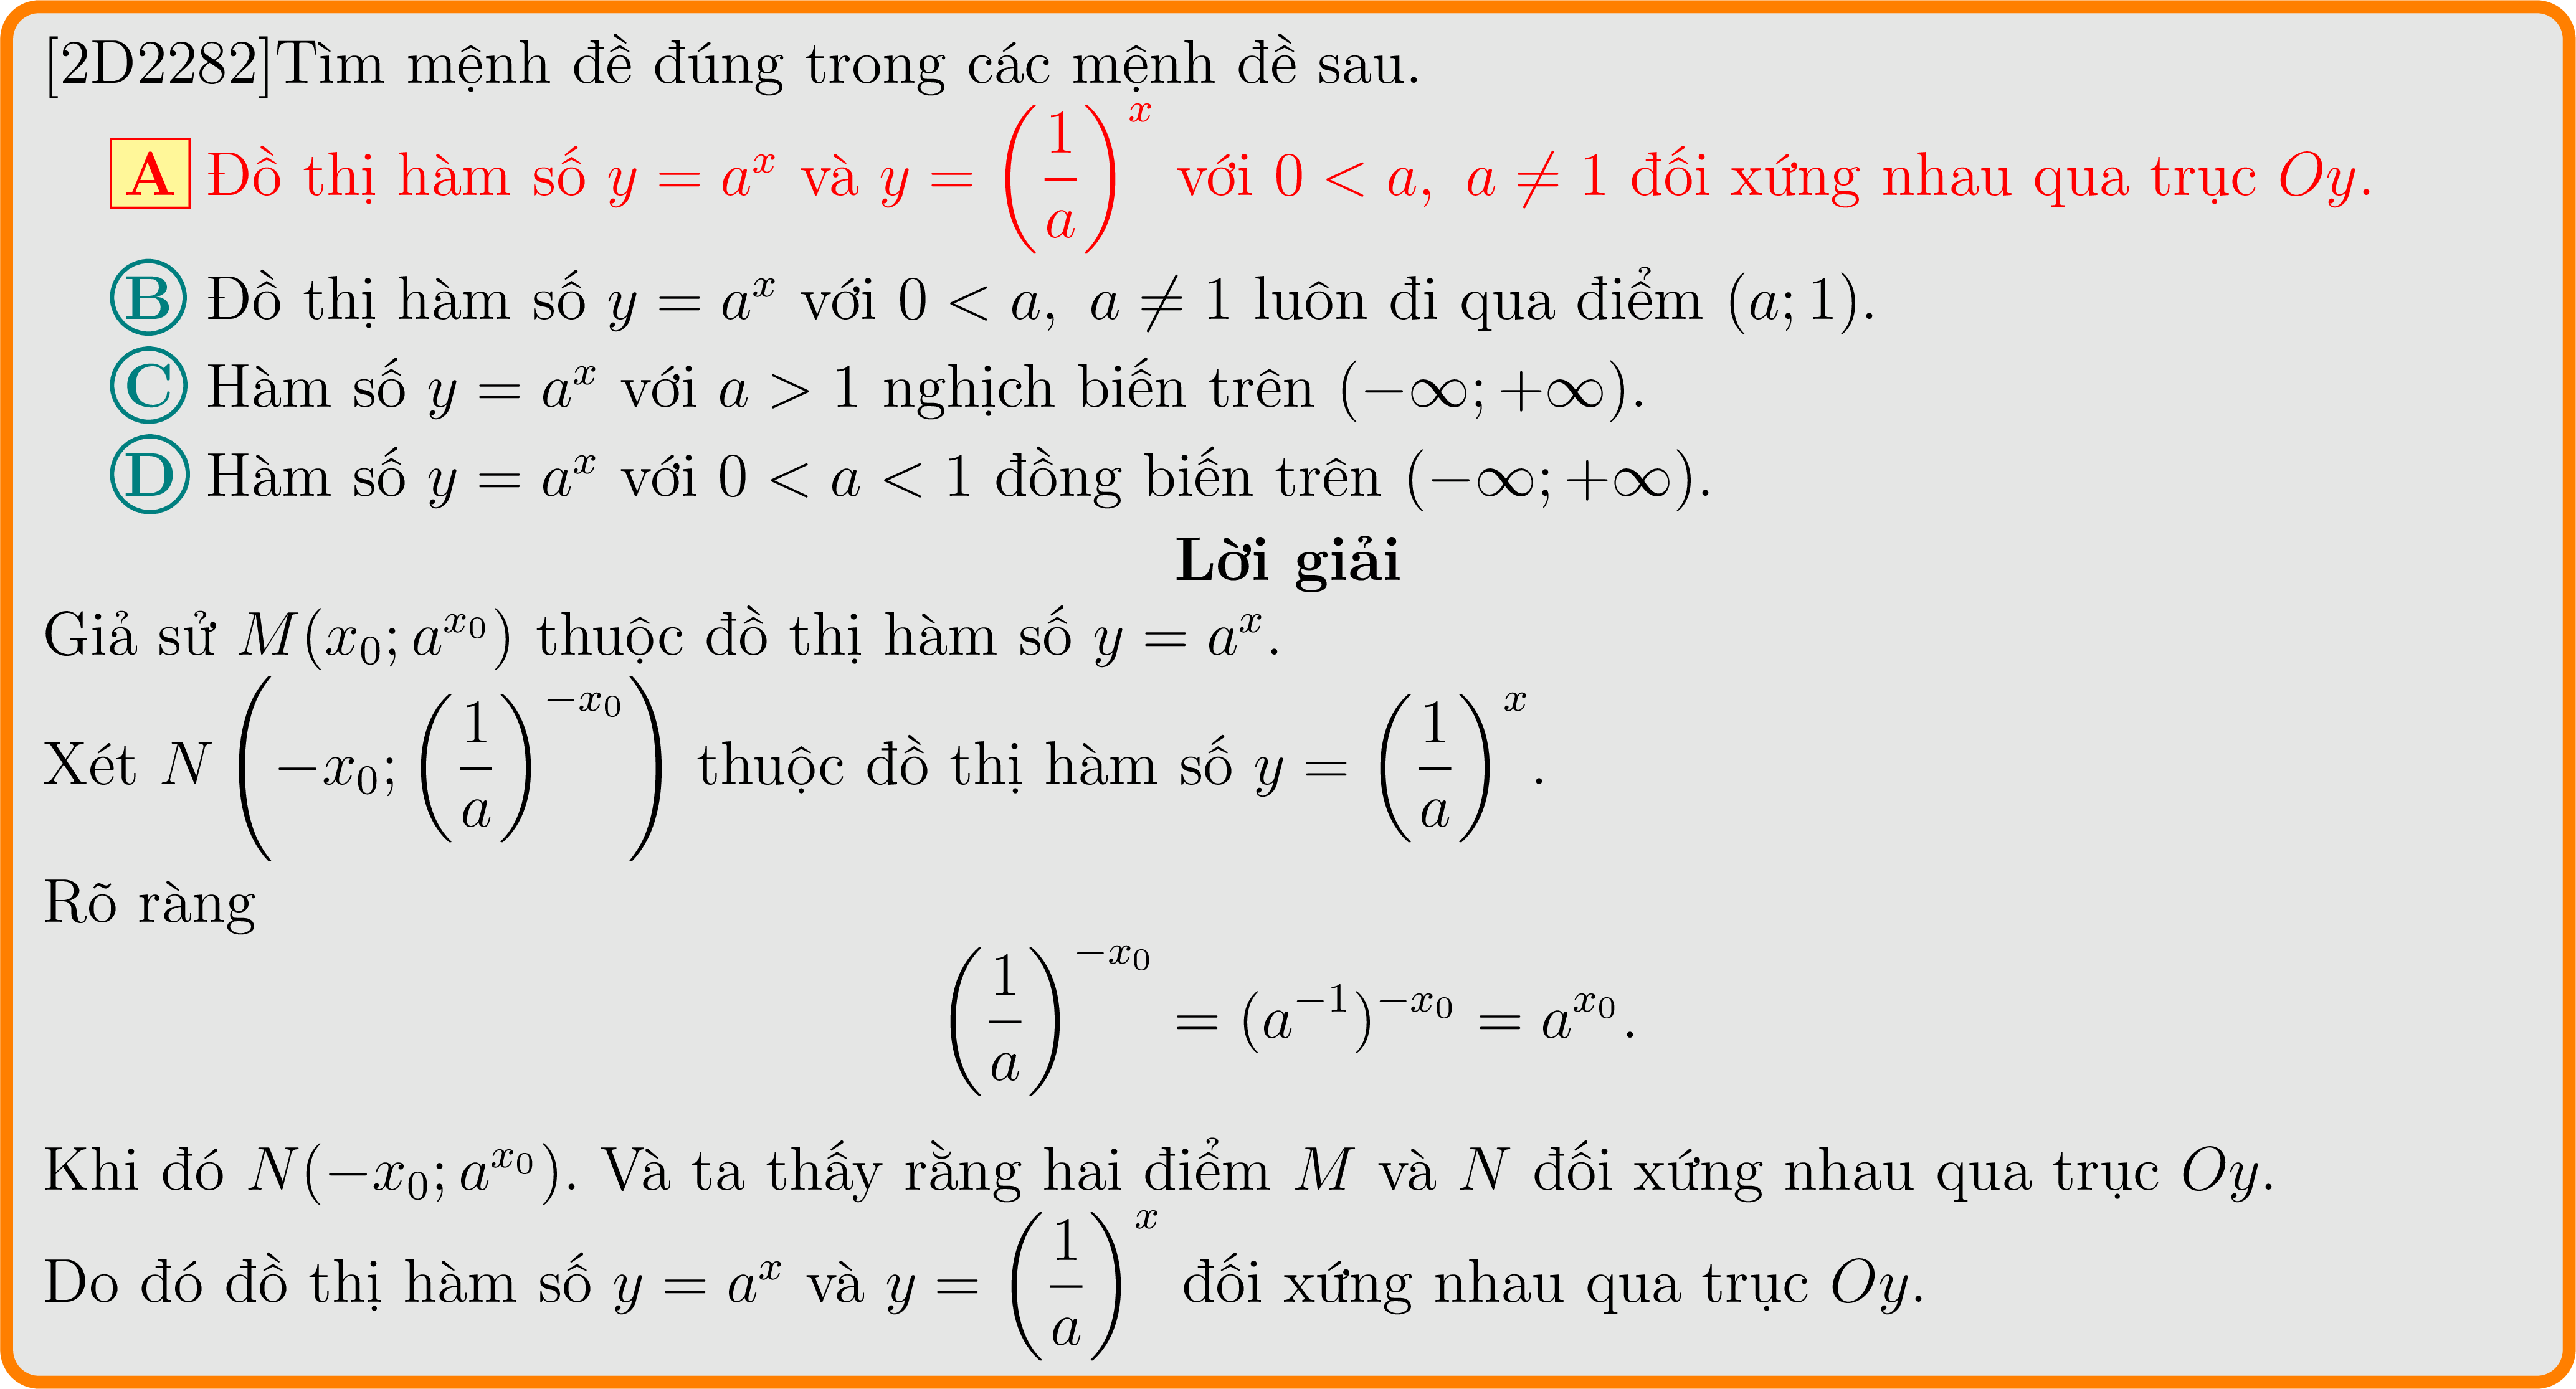 [2D2282]Tìm mệnh đề đúng trong các mệnh đề sau.
A Đồ thị hàm số $y = a^x$ và $y = \left(\dfrac{1}{a}\right)^x$ với $0 < a,\ a \neq 1$ đối xứng nhau qua trục $Oy$.
B Đồ thị hàm số $y = a^x$ với $0 < a,\ a \neq 1$ luôn đi qua điểm $(a; 1)$.
C Hàm số $y = a^x$ với $a > 1$ nghịch biến trên $(-\infty; +\infty)$.
D Hàm số $y = a^x$ với $0 < a < 1$ đồng biến trên $(-\infty; +\infty)$.
Lời giải
Giả sử $M(x_0; a^{x_0})$ thuộc đồ thị hàm số $y = a^x$.
Xét $N\left(-x_0; \left(\dfrac{1}{a}\right)^{-x_0}\right)$ thuộc đồ thị hàm số $y = \left(\dfrac{1}{a}\right)^x$.
Rõ ràng
$\left(\dfrac{1}{a}\right)^{-x_0} = (a^{-1})^{-x_0} = a^{x_0}$.
Khi đó $N(-x_0; a^{x_0})$. Và ta thấy rằng hai điểm $M$ và $N$ đối xứng nhau qua trục $Oy$.
Do đó đồ thị hàm số $y = a^x$ và $y = \left(\dfrac{1}{a}\right)^x$ đối xứng nhau qua trục $Oy$.